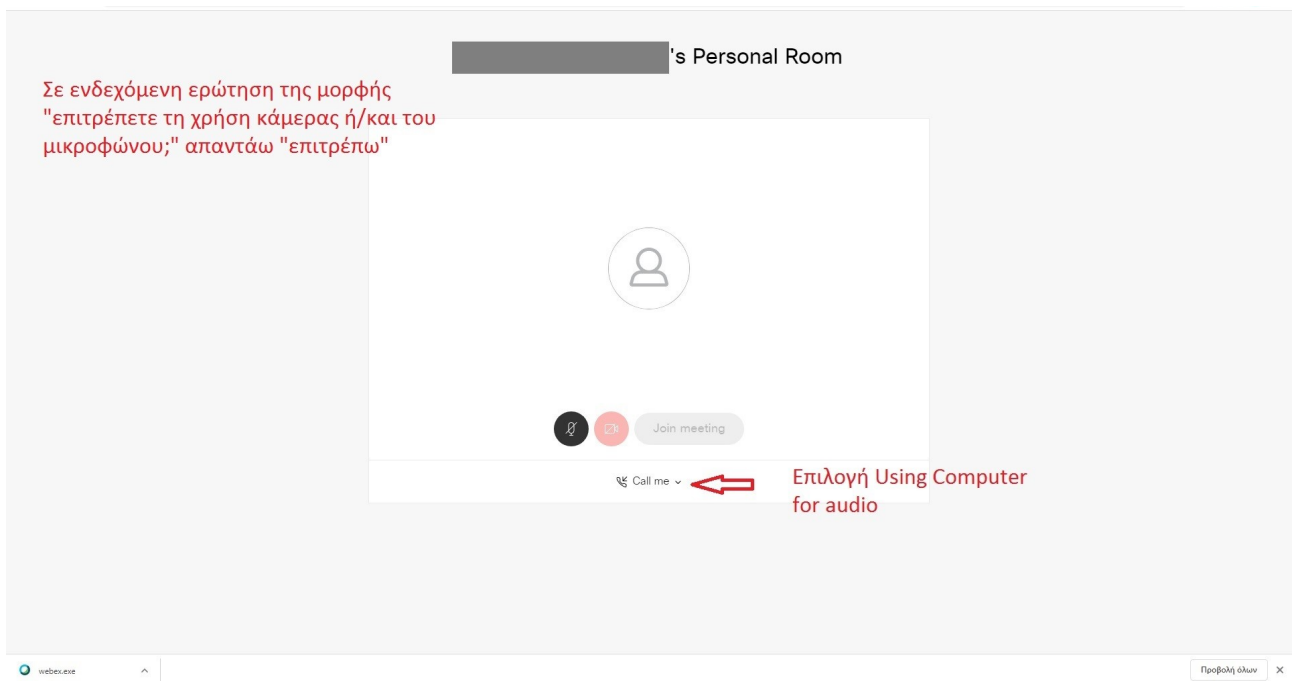 's Personal Room
Σε ενδεχόμενη ερώτηση της μορφής
"επιτρέπετε τη χρήση κάμερας ή/και του
μικροφώνου;" απαντάω "επιτρέπω"
Join meeting
Call me
Επιλογή Using Computer
for audio
webex.exe
Προβολή όλων